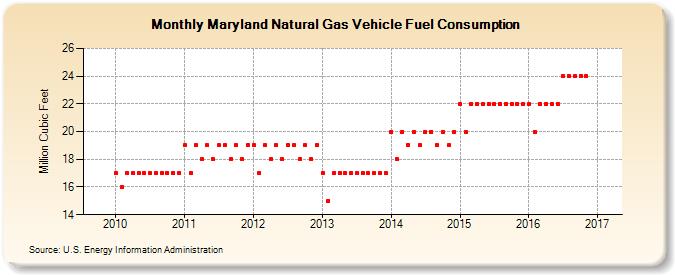 Monthly Maryland Natural Gas Vehicle Fuel Consumption
Million Cubic Feet
26
24
22
20
18
16
14
2010 2011 2012 2013 2014 2015 2016 2017
Source: U.S. Energy Information Administration